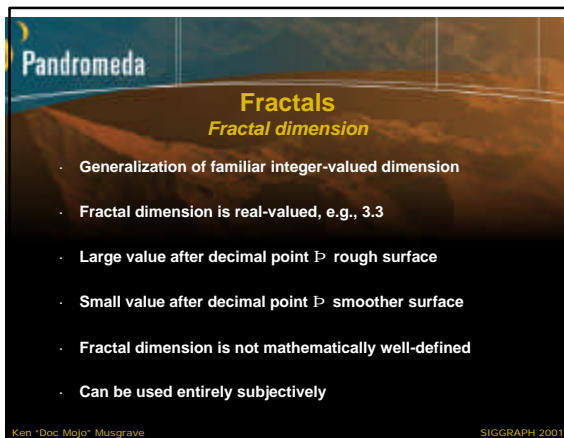 Pandromeda
Fractals
Fractal dimension
· Generalization of familiar integer-valued dimension
· Fractal dimension is real-valued, e.g., 3.3
· Large value after decimal point Þ rough surface
· Small value after decimal point Þ smoother surface
· Fractal dimension is not mathematically well-defined
· Can be used entirely subjectively
Ken "Doc Mojo" Musgrave SIGGRAPH 2001